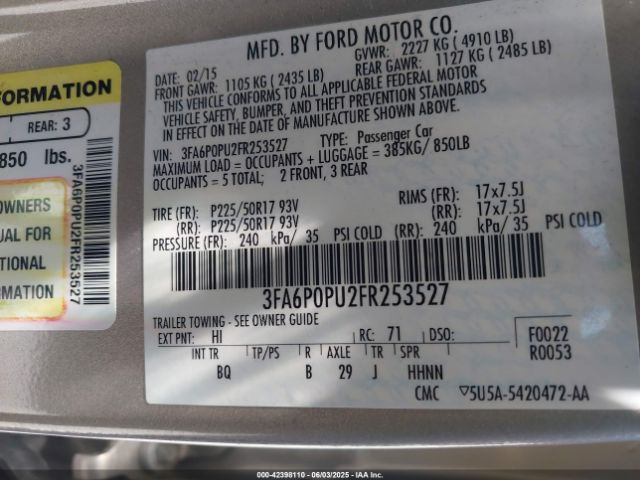 FORMATION
REAR: 3
850 lbs.
OWNERS
UAL FOR
TIONAL
FORMATION
3FA6P0PU2FR253527
MFD. BY FORD MOTOR CO.
DATE: 02/15
GVWR: 2227 KG ( 4910 LB)
FRONT GAWR: 1105 KG ( 2435 LB)
REAR GAWR: 1127 KG ( 2485 LB)
THIS VEHICLE CONFORMS TO ALL APPLICABLE FEDERAL MOTOR
VEHICLE SAFETY, BUMPER, AND THEFT PREVENTION STANDARDS
IN EFFECT ON THE DATE OF MANUFACTURE SHOWN ABOVE.
VIN: 3FA6P0PU2FR253527 TYPE: Passenger Car
MAXIMUM LOAD = OCCUPANTS + LUGGAGE = 385KG/ 850LB
OCCUPANTS = 5 TOTAL; 2 FRONT, 3 REAR
TIRE (FR): P225/50R17 93V RIMS (FR): 17x7.5J
(RR): P225/50R17 93V (RR): 17x7.5J
PRESSURE (FR): 240 kPa/ 35 PSI COLD (RR): 240 kPa/ 35 PSI COLD
3FA6P0PU2FR253527
TRAILER TOWING - SEE OWNER GUIDE
EXT PNT: HI RC: 71 DSO: F0022
R0053
INT TR TP/PS R AXLE TR SPR
BQ B 29 J HHNN
CMC ▽5U5A-5420472-AA
000-42398110 - 06/03/2025 - IAAI.com